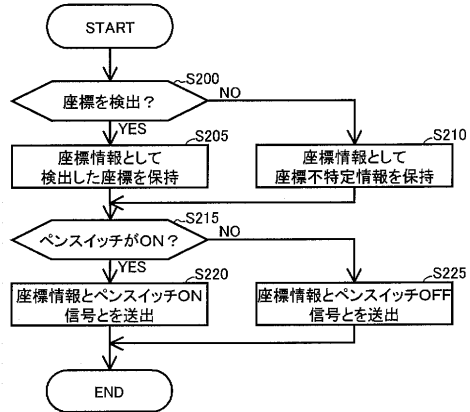 START
S200
座標を検出？
NO
YES
S205
座標情報として
検出した座標を保持
S210
座標情報として
座標不特定情報を保持
S215
ペンスイッチがON？
NO
YES
S220
座標情報とペンスイッチON
信号とを送出
S225
座標情報とペンスイッチOFF
信号とを送出
END